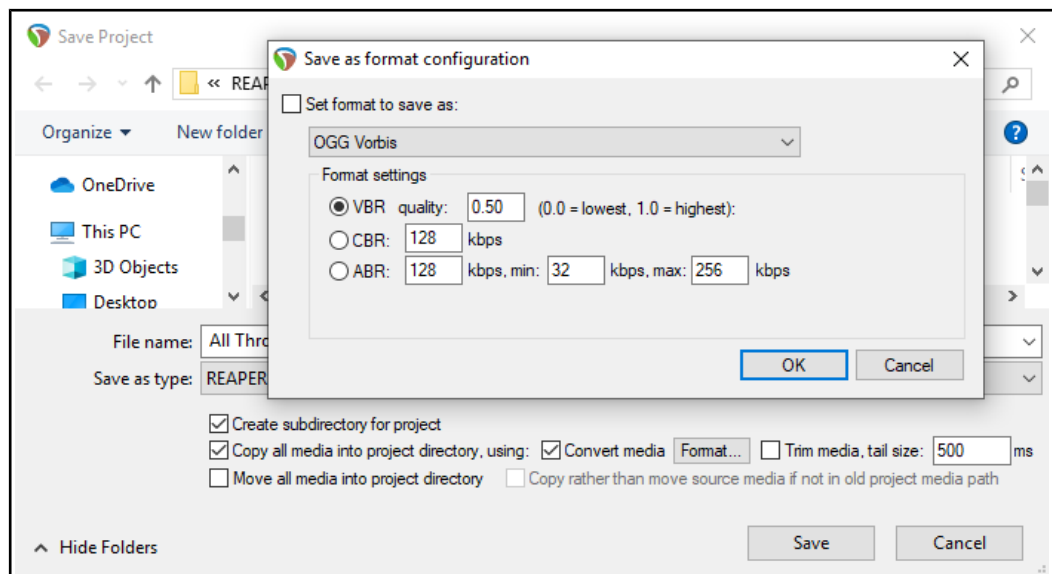 Save Project
Save as format configuration
« REAP
Set format to save as:
Organize New folder
OGG Vorbis
OneDrive
Format settings
VBR quality: 0.50 (0.0 = lowest, 1.0 = highest):
This PC
CBR: 128 kbps
3D Objects
ABR: 128 kbps, min: 32 kbps, max: 256 kbps
Desktop
File name: All Thro
OK Cancel
Save as type: REAPER
Create subdirectory for project
Copy all media into project directory, using: Convert media Format... Trim media, tail size: 500 ms
Move all media into project directory Copy rather than move source media if not in old project media path
Hide Folders Save Cancel